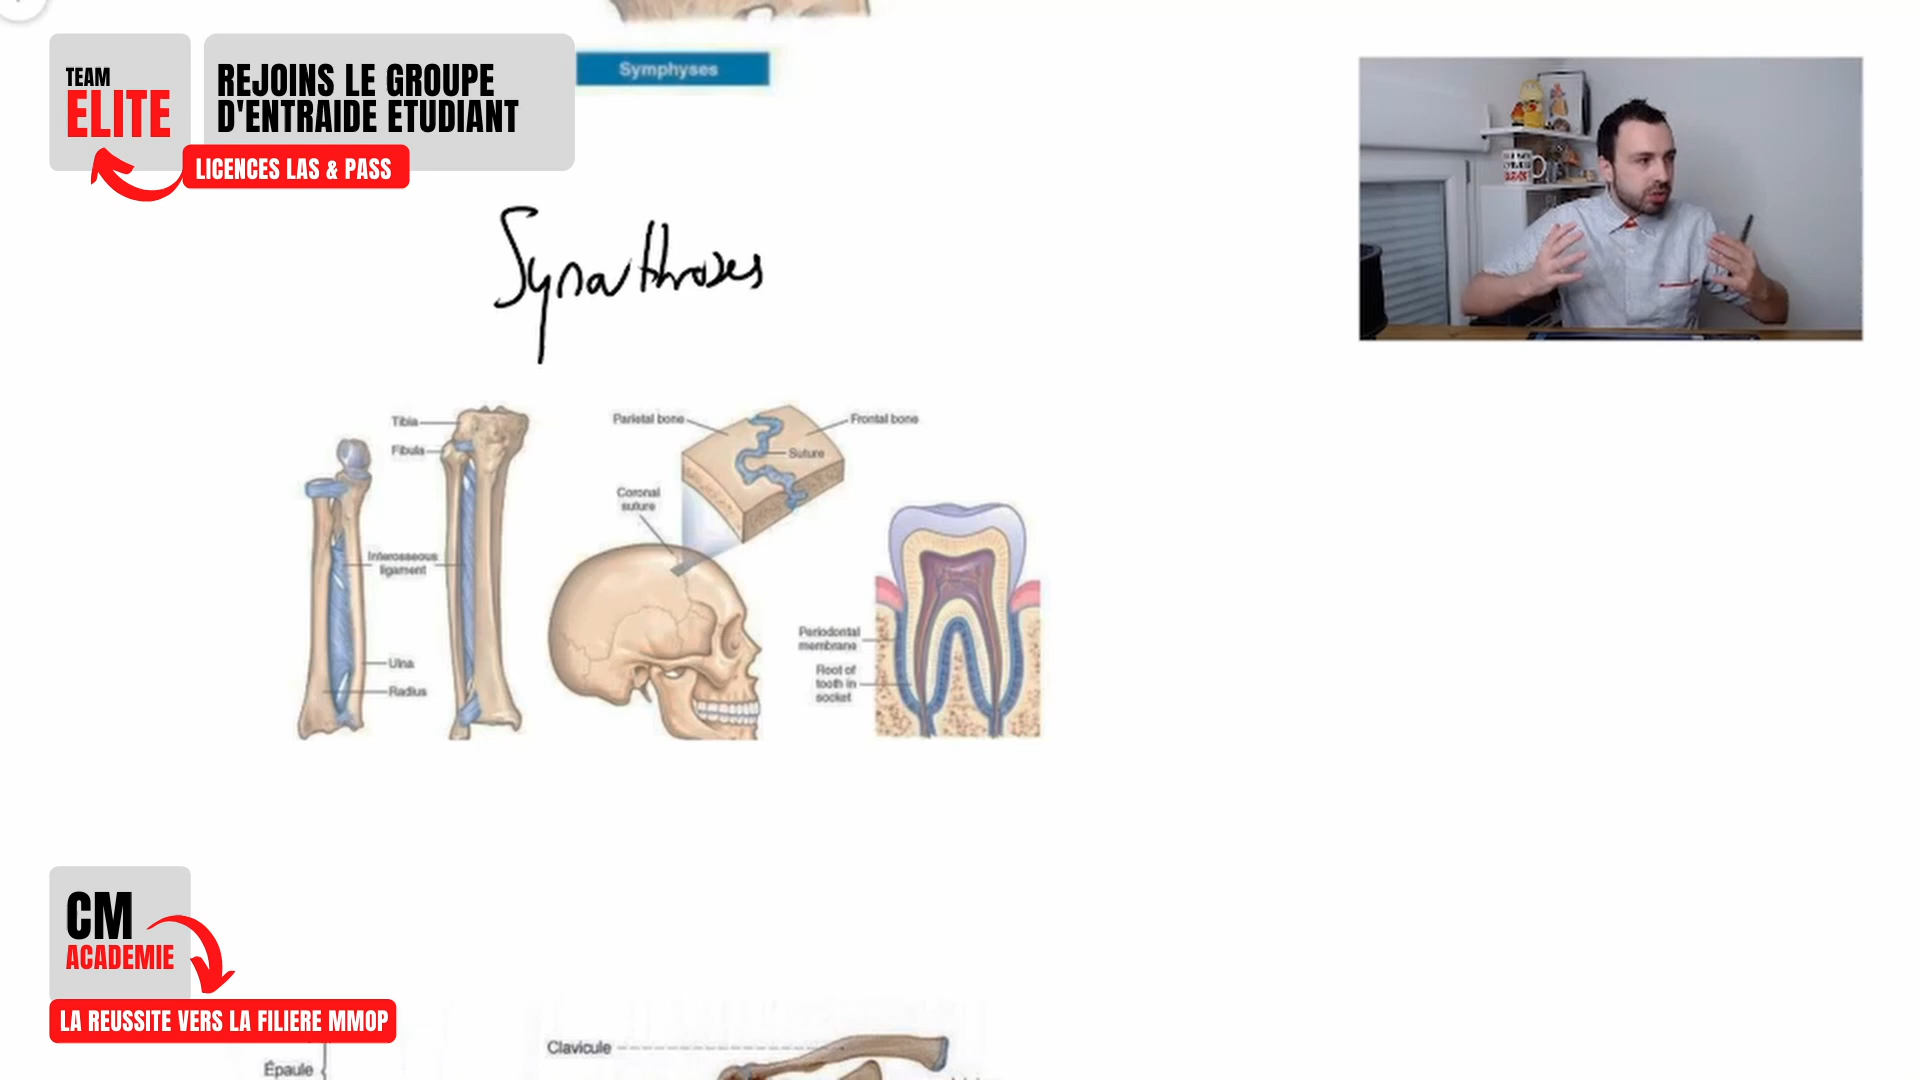 TEAM
ELITE
REJOINS LE GROUPE
D'ENTRAIDE ETUDIANT
LICENCES LAS & PASS
Symphyses
Synarthroses
Tibia
Fibula
Interosseous
ligament
Ulna
Radius
Parietal bone
Frontal bone
Suture
Coronal
suture
Periodontal
membrane
Root of
tooth in
socket
CM
ACADEMIE
LA REUSSITE VERS LA FILIERE MMOP
Clavicule
Épaule